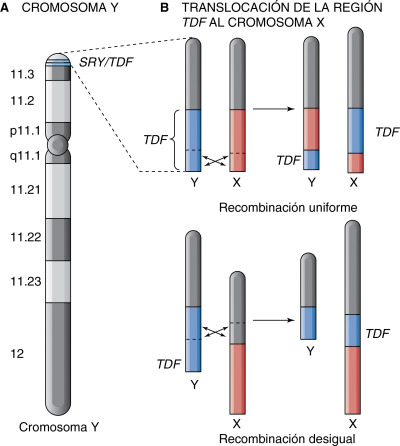 A CROMOSOMA Y
SRY/TDF
11.3
11.2
p11.1
q11.1
11.21
11.22
11.23
12
Cromosoma Y
B TRANSLOCACIÓN DE LA REGIÓN
TDF AL CROMOSOMA X
TDF
Y
X
TDF
Y
TDF
X
Recombinación uniforme
TDF
Y
X
Y
TDF
X
Recombinación desigual